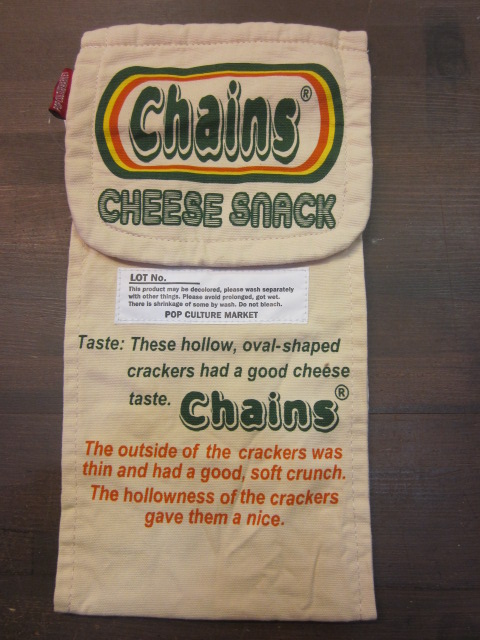 Chains®
CHEESE SNACK
LOT No.
This product may be decolored, please wash separately
with other things. Please avoid prolonged, got wet.
There is shrinkage of some by wash. Do not bleach.
POP CULTURE MARKET
Taste: These hollow, oval-shaped
crackers had a good cheese
taste. Chains®
The outside of the crackers was
thin and had a good, soft crunch.
The hollowness of the crackers
gave them a nice.